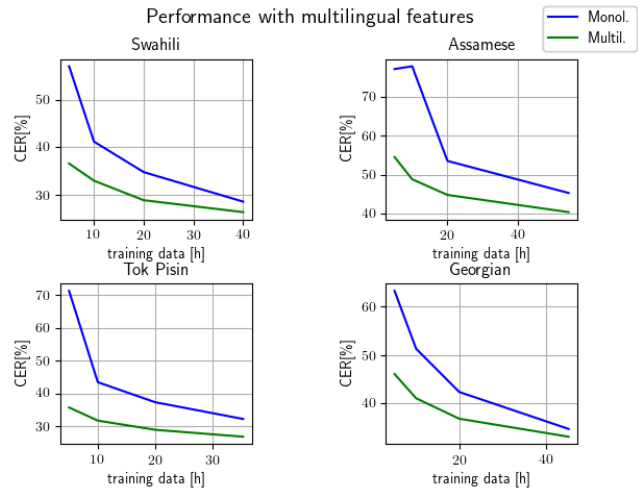 Performance with multilingual features
Monol.
Multil.
Swahili
CER[%]
50
40
30
10
20
30
40
training data [h]
Assamese
CER[%]
70
60
50
40
20
40
training data [h]
Tok Pisin
CER[%]
70
60
50
40
30
10
20
30
training data [h]
Georgian
CER[%]
60
50
40
20
40
training data [h]